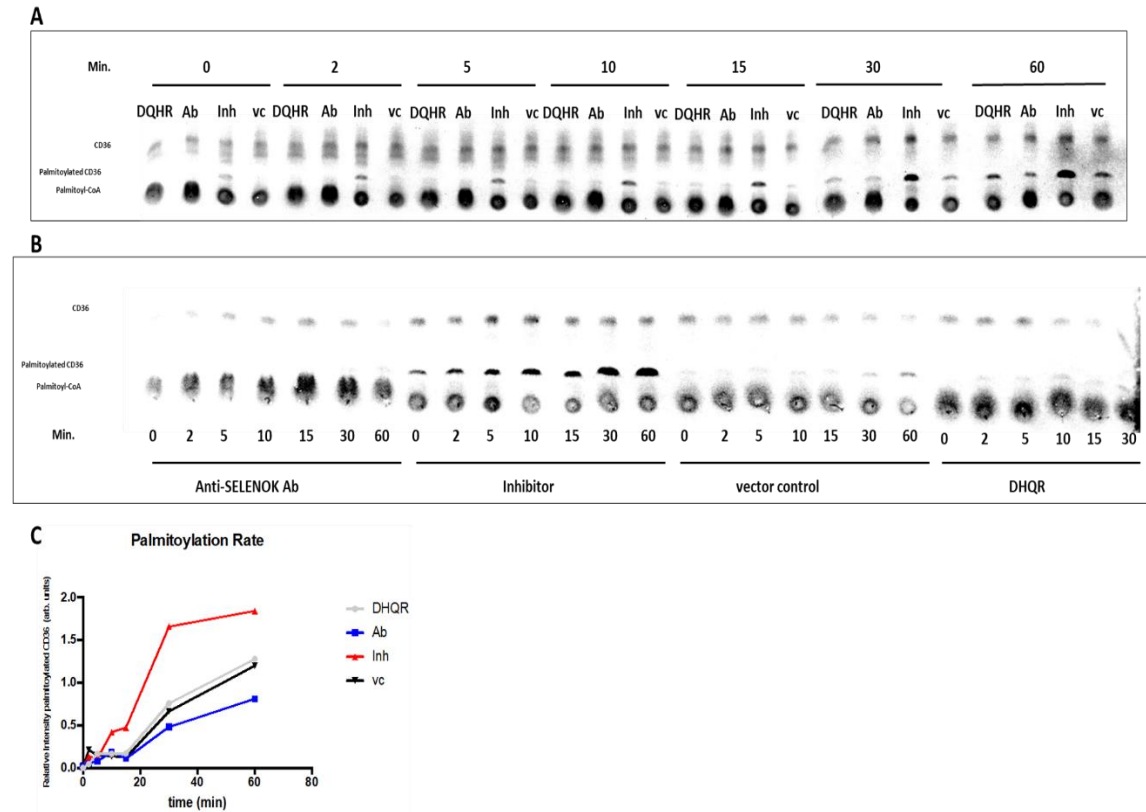 A
Min. 0 2 5 10 15 30 60
DQHR Ab Inh vc DQHR Ab Inh vc DQHR Ab Inh vc DQHR Ab Inh vc DQHR Ab Inh vc DQHR Ab Inh vc DQHR Ab Inh vc
CD36
Palmitoylated CD36
Palmitoyl-CoA
B
CD36
Palmitoylated CD36
Palmitoyl-CoA
Min. 0 2 5 10 15 30 60 0 2 5 10 15 30 60 0 2 5 10 15 30 60 0 2 5 10 15 30
Anti-SELENOK Ab Inhibitor vector control DHQR
C
Palmitoylation Rate
Relative Intensity palmitoylated CD36 (arb. units)
2.0
1.5
1.0
0.5
0.0
0 20 40 60 80
time (min)
DHQR
Ab
Inh
vc